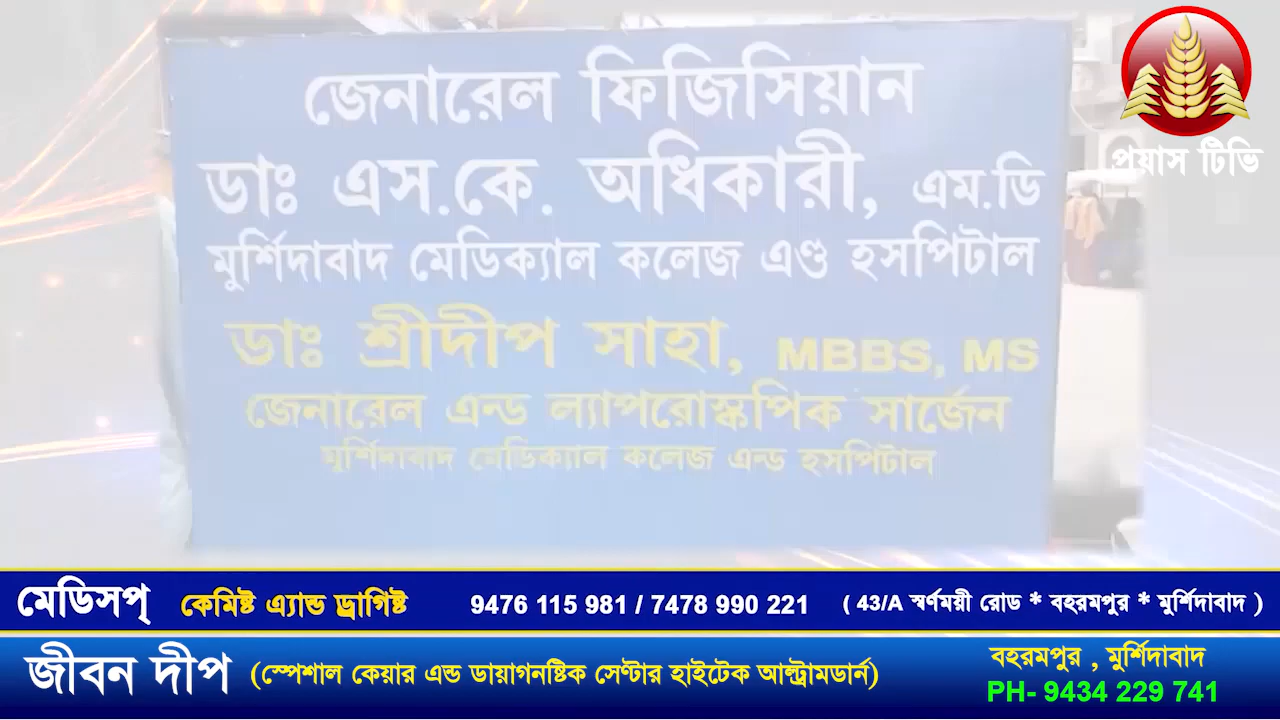 জেনারেল ফিজিসিয়ান
ডাঃ এস.কে. অধিকারী, এম.ডি
মুর্শিদাবাদ মেডিক্যাল কলেজ এণ্ড হসপিটাল
ডাঃ শ্রীদীপ সাহা, MBBS, MS
জেনারেল এন্ড ল্যাপরোস্কপিক সার্জেন
মুর্শিদাবাদ মেডিক্যাল কলেজ এন্ড হসপিটাল
প্রয়াস টিভি
মেডিসপ্ কেমিষ্ট এ্যান্ড ড্রাগিষ্ট 9476 115 981 / 7478 990 221 ( 43/A স্বর্ণময়ী রোড * বহরমপুর * মুর্শিদাবাদ )
জীবন দীপ (স্পেশাল কেয়ার এন্ড ডায়াগনষ্টিক সেন্টার হাইটেক আল্ট্রামডার্ন)
বহরমপুর , মুর্শিদাবাদ
PH- 9434 229 741